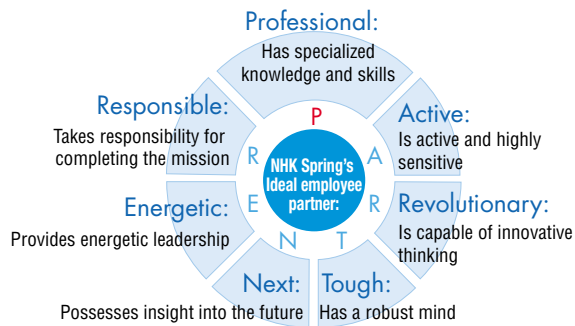 Professional:
Has specialized
knowledge and skills
P
Active:
Is active and highly
sensitive
A
Revolutionary:
Is capable of innovative
thinking
R
Tough:
Has a robust mind
T
Next:
Possesses insight into the future
N
Energetic:
Provides energetic leadership
E
Responsible:
Takes responsibility for
completing the mission
R
NHK Spring's
Ideal employee
partner: